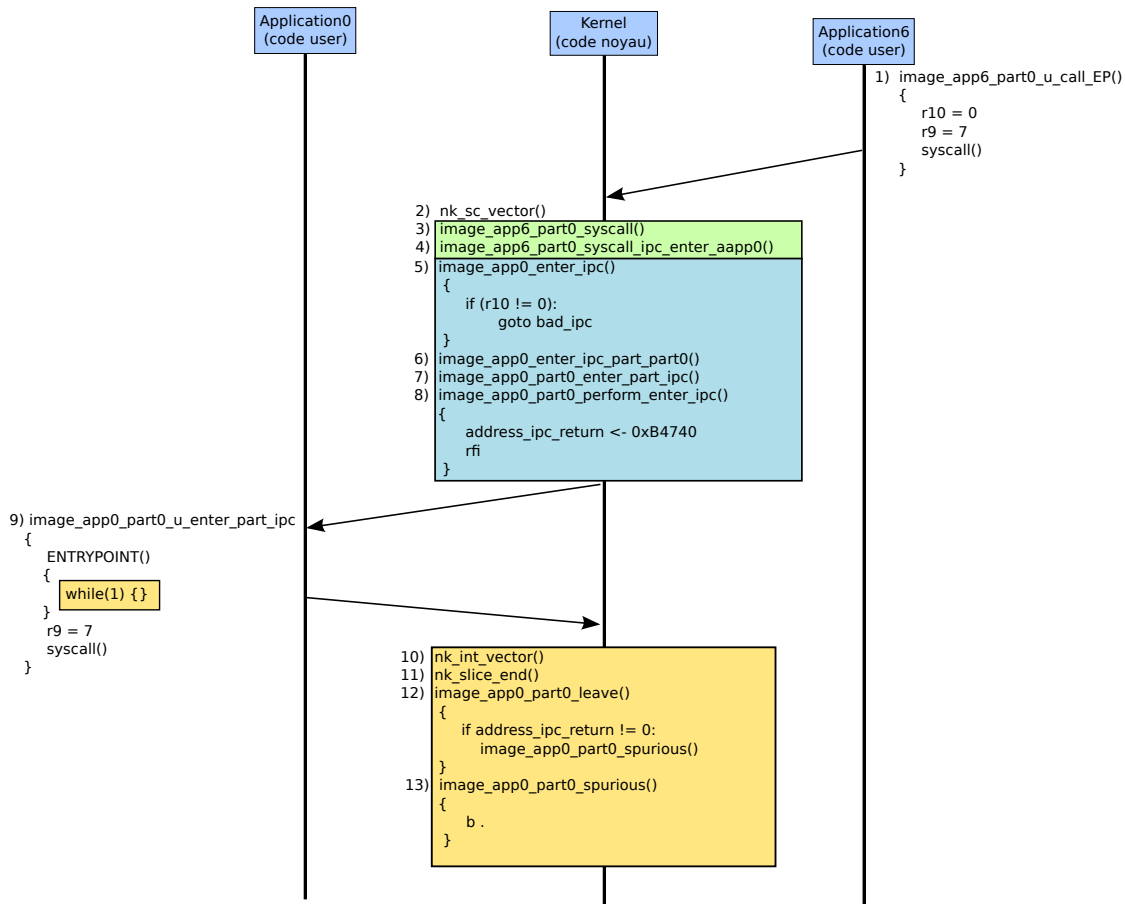 Application0
(code user)
Kernel
(code noyau)
Application6
(code user)
1) image_app6_part0_u_call_EP()
{
r10 = 0
r9 = 7
syscall()
}
2) nk_sc_vector()
3) image_app6_part0_syscall()
4) image_app6_part0_syscall_ipc_enter_aapp0()
5) image_app0_enter_ipc()
{
if (r10 != 0):
goto bad_ipc
}
6) image_app0_enter_ipc_part_part0()
7) image_app0_part0_enter_part_ipc()
8) image_app0_part0_perform_enter_ipc()
{
address_ipc_return <- 0xB4740
rfi
}
9) image_app0_part0_u_enter_part_ipc
{
ENTRYPOINT()
{
while(1) {}
}
r9 = 7
syscall()
}
10) nk_int_vector()
11) nk_slice_end()
12) image_app0_part0_leave()
{
if address_ipc_return != 0:
image_app0_part0_spurious()
}
13) image_app0_part0_spurious()
{
b .
}